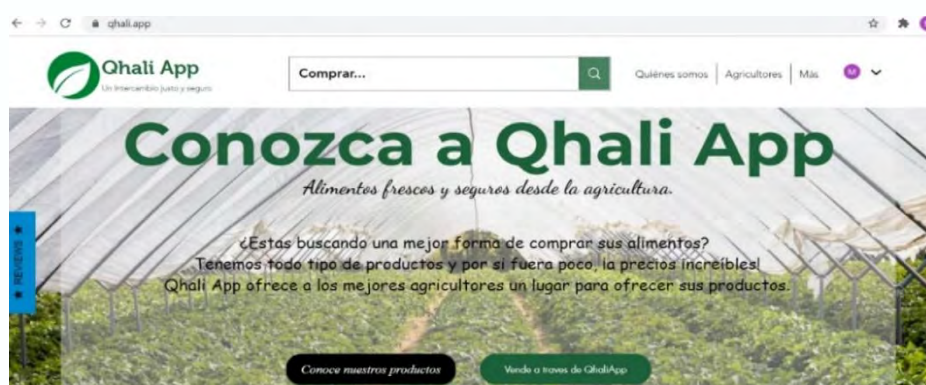 qhali.app
Qhali App
Un Intercambio justo y seguro
Comprar...
Quiénes somos
Agricultores
Más
M
Conozca a Qhali App
Alimentos frescos y seguros desde la agricultura.
¿Estas buscando una mejor forma de comprar sus alimentos?
Tenemos todo tipo de productos y por si fuera poco, la precios increíbles!
Qhali App ofrece a los mejores agricultores un lugar para ofrecer sus productos.
★ REVIEWS ★
Conoce nuestros productos
Vende a traves de QhaliApp